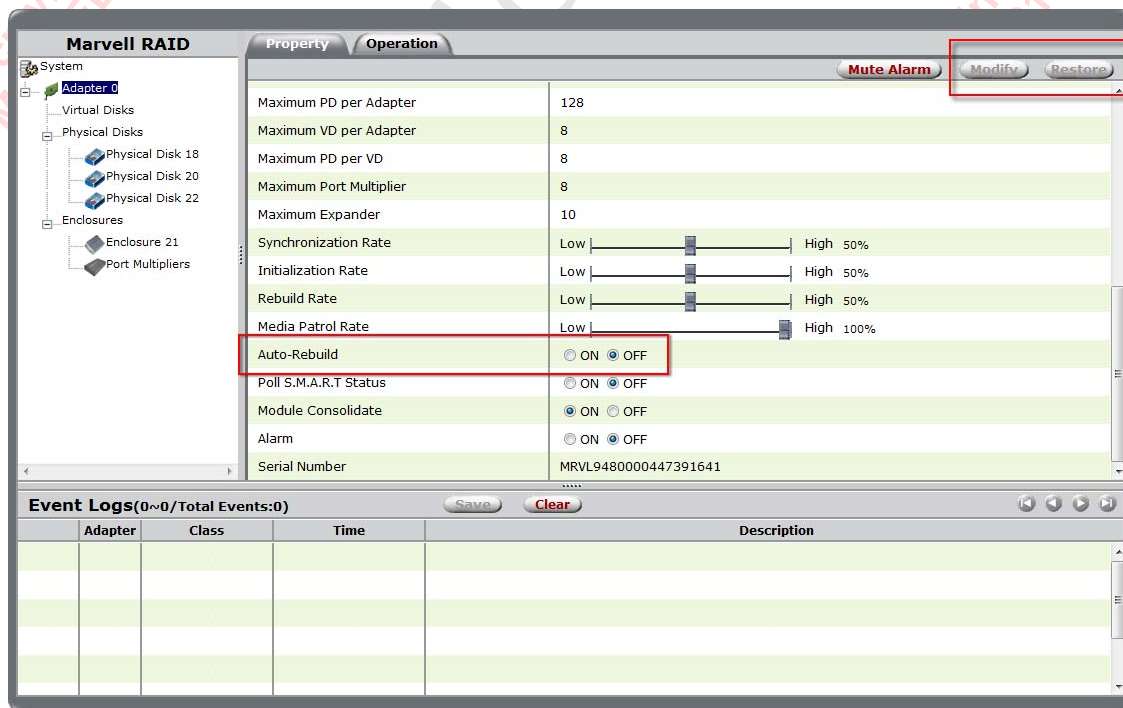 Marvell RAID
Property Operation
System
Adapter 0
Virtual Disks
Physical Disks
Physical Disk 18
Physical Disk 20
Physical Disk 22
Enclosures
Enclosure 21
Port Multipliers
Mute Alarm Modify Restore
Maximum PD per Adapter 128
Maximum VD per Adapter 8
Maximum PD per VD 8
Maximum Port Multiplier 8
Maximum Expander 10
Synchronization Rate Low High 50%
Initialization Rate Low High 50%
Rebuild Rate Low High 50%
Media Patrol Rate Low High 100%
Auto-Rebuild ON OFF
Poll S.M.A.R.T Status ON OFF
Module Consolidate ON OFF
Alarm ON OFF
Serial Number MRVL9480000447391641
Event Logs(0~0/Total Events:0) Save Clear
Adapter Class Time Description